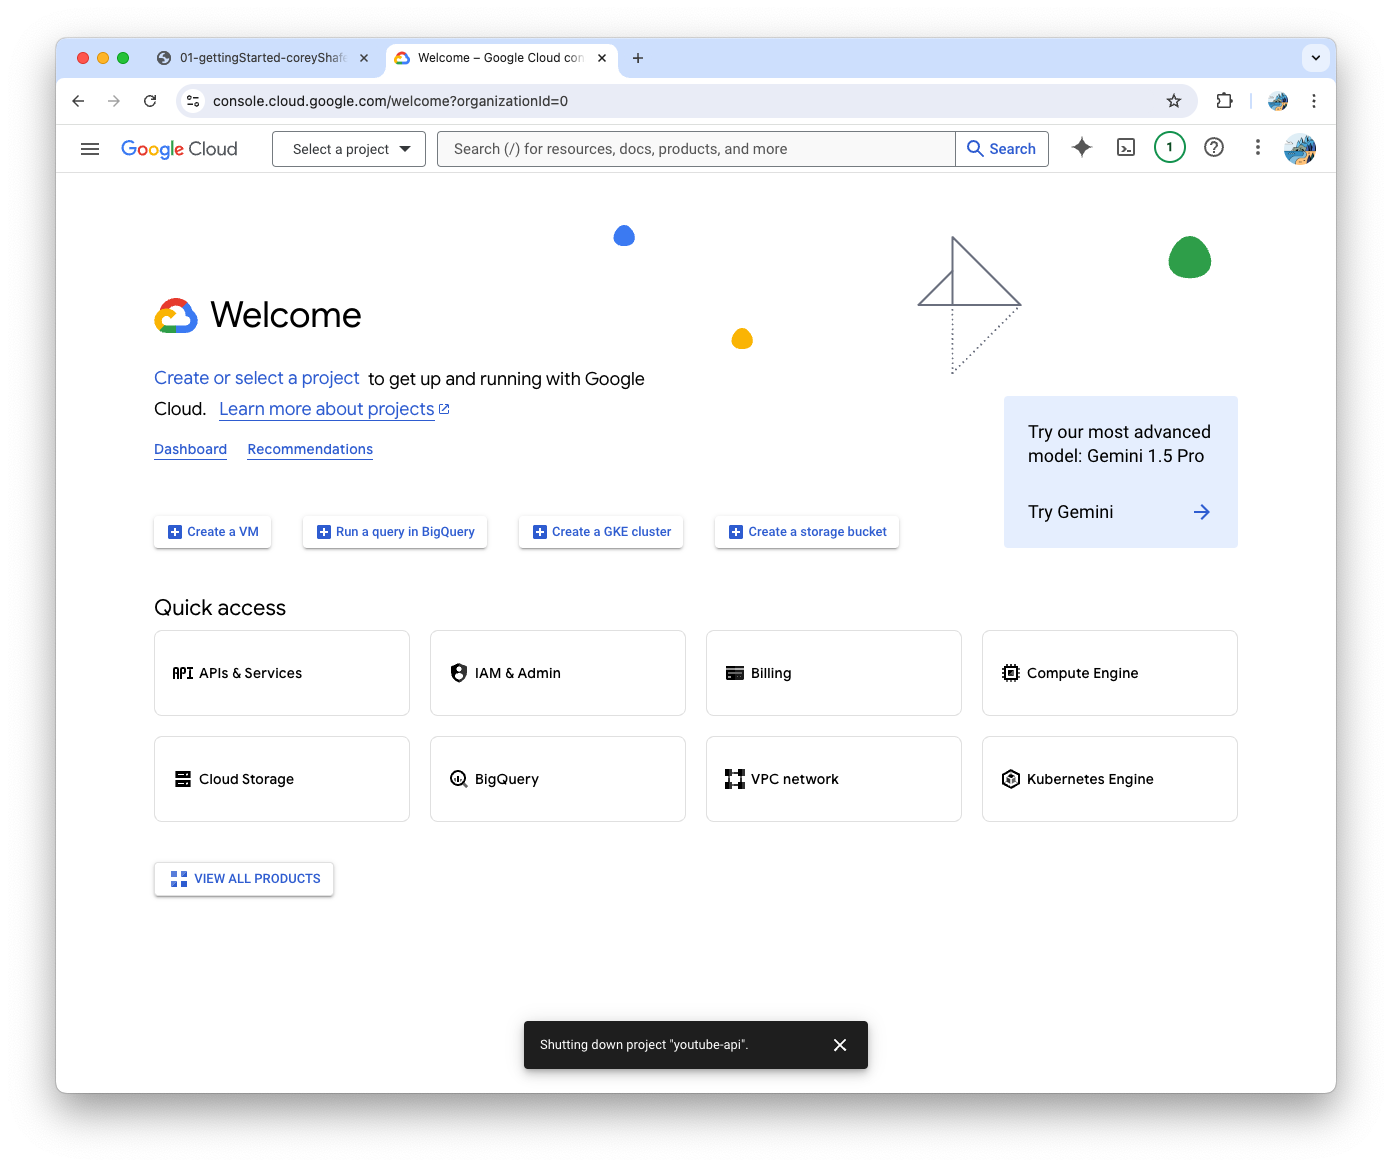 01-gettingStarted-coreyShafe
Welcome – Google Cloud con
console.cloud.google.com/welcome?organizationId=0
Google Cloud
Select a project
Search (/) for resources, docs, products, and more
Search
1
Welcome
Create or select a project to get up and running with Google
Cloud. Learn more about projects
Dashboard Recommendations
Try our most advanced
model: Gemini 1.5 Pro
Try Gemini
Create a VM
Run a query in BigQuery
Create a GKE cluster
Create a storage bucket
Quick access
API APIs & Services
IAM & Admin
Billing
Compute Engine
Cloud Storage
BigQuery
VPC network
Kubernetes Engine
VIEW ALL PRODUCTS
Shutting down project "youtube-api".